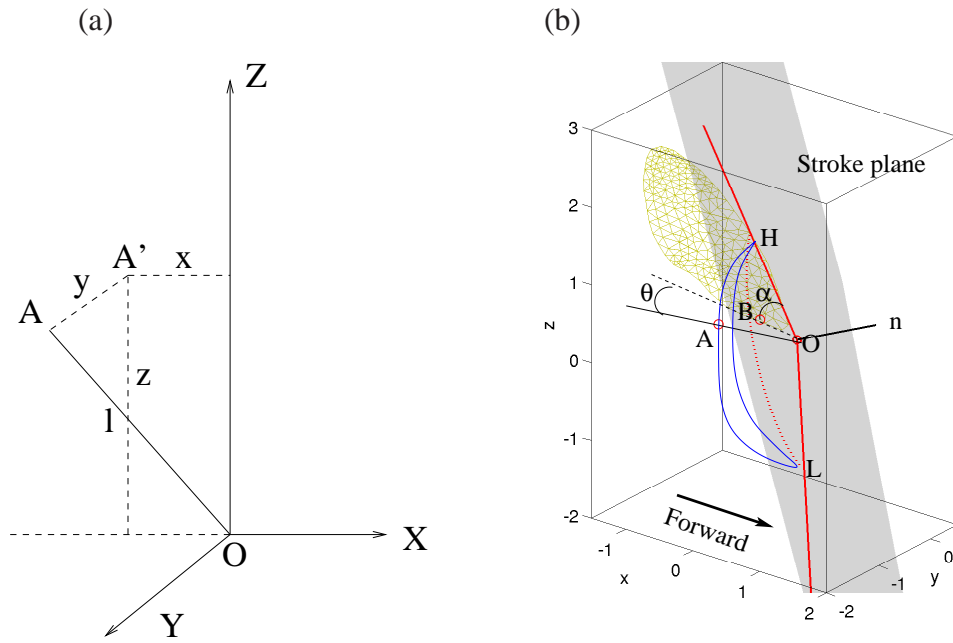 (a)
Z
A'
x
y
A
z
l
O
X
Y
(b)
3
Stroke plane
2
H
1
θ
α
B
n
z
A
O
0
-1
L
-2
Forward
-1
x
0
1
2
-2
-1
y
0